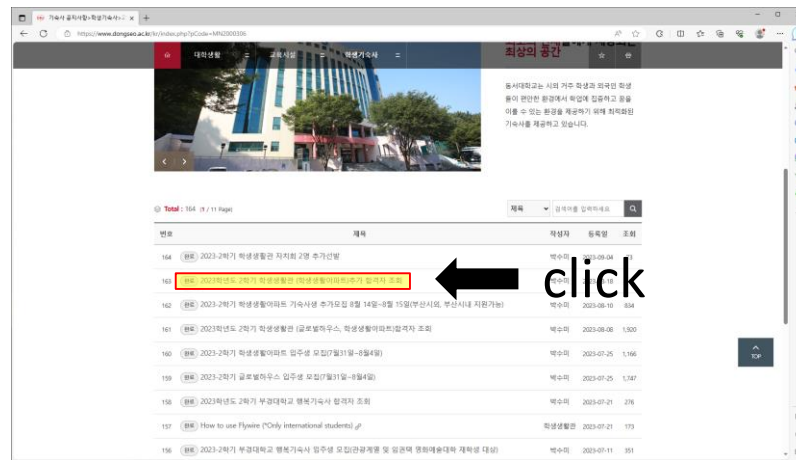 기숙사 공지사항>학생기숙사>
https://www.dongseo.ac.kr/kr/index.php?pCode=MN2000306
대학생활
교육시설
학생기숙사
최상의 공간
동서대학교는 시외 거주 학생과 외국인 학생
들이 편안한 환경에서 학업에 집중하고 꿈을
이룰 수 있는 환경을 제공하기 위해 최적화된
기숙사를 제공하고 있습니다.
Total : 164 (1 / 11 Page)
제목
검색어를 입력하세요
번호 제목 작성자 등록일 조회
164 완료 2023-2학기 학생생활관 자치회 2명 추가선발 박수미 2023-09-04 73
163 완료 2023학년도 2학기 학생생활관 (학생생활아파트)추가 합격자 조회
click
162 완료 2023-2학기 학생생활아파트 기숙사생 추가모집 8월 14일~8월 15일(부산시외, 부산시내 지원가능) 박수미 2023-08-10 834
161 완료 2023학년도 2학기 학생생활관 (글로벌하우스, 학생생활아파트)합격자 조회 박수미 2023-08-08 1,920
160 완료 2023-2학기 학생생활아파트 입주생 모집(7월31일~8월4일) 박수미 2023-07-25 1,166
159 완료 2023-2학기 글로벌하우스 입주생 모집(7월31일~8월4일) 박수미 2023-07-25 1,747
158 완료 2023학년도 2학기 부경대학교 행복기숙사 합격자 조회 박수미 2023-07-21 276
157 완료 How to use Flywire (*Only international students) 학생생활관 2023-07-21 173
156 완료 2023-2학기 부경대학교 행복기숙사 입주생 모집(관광계열 및 임권택 영화예술대학 재학생 대상) 박수미 2023-07-11 351
TOP